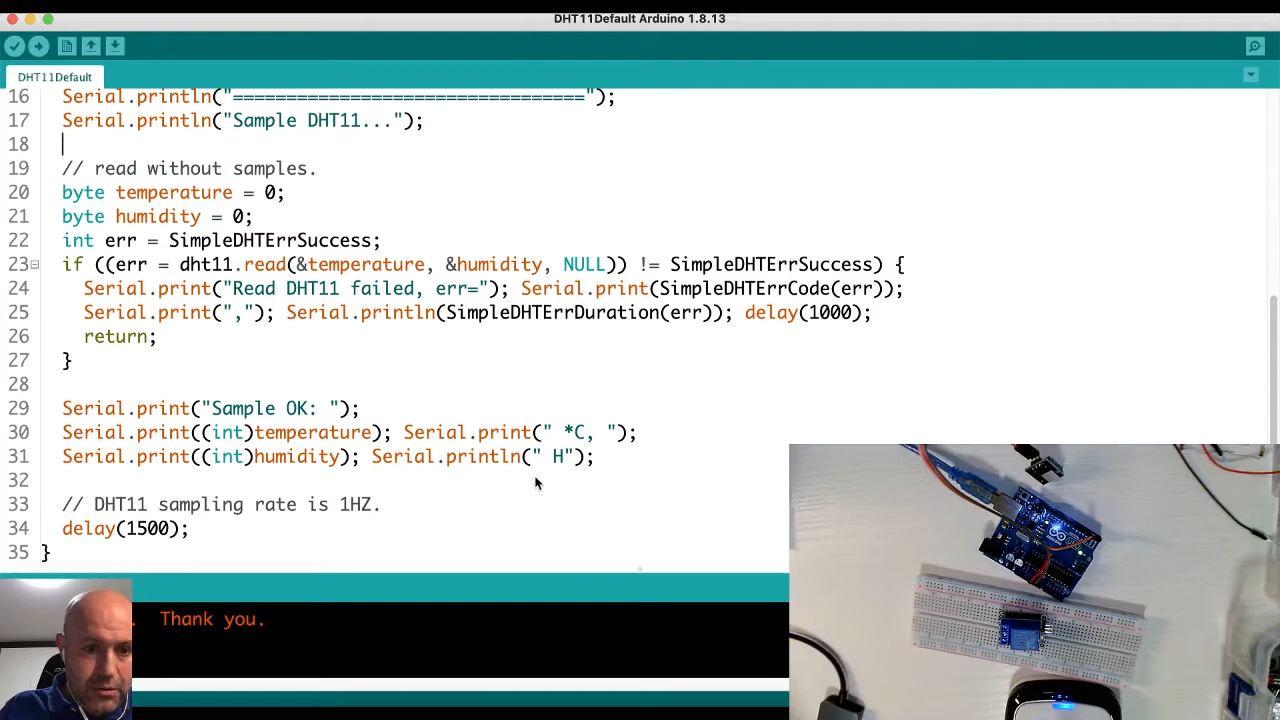 DHT11Default Arduino 1.8.13
DHT11Default
16 Serial.println("=================================");
17 Serial.println("Sample DHT11...");
18
19 // read without samples.
20 byte temperature = 0;
21 byte humidity = 0;
22 int err = SimpleDHTErrSuccess;
23 if ((err = dht11.read(&temperature, &humidity, NULL)) != SimpleDHTErrSuccess) {
24 Serial.print("Read DHT11 failed, err="); Serial.print(SimpleDHTErrCode(err));
25 Serial.print(","); Serial.println(SimpleDHTErrDuration(err)); delay(1000);
26 return;
27 }
28
29 Serial.print("Sample OK: ");
30 Serial.print((int)temperature); Serial.print(" *C, ");
31 Serial.print((int)humidity); Serial.println(" H");
32
33 // DHT11 sampling rate is 1HZ.
34 delay(1500);
35 }
. Thank you.